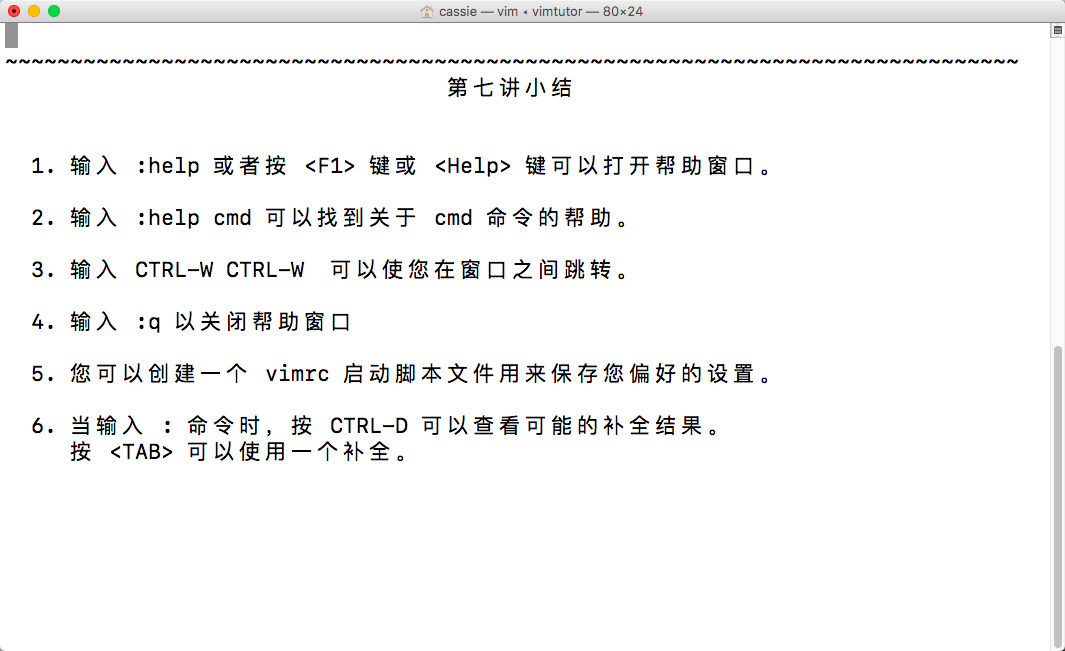 cassie — vim ◂ vimtutor — 80×24
~~~~~~~~~~~~~~~~~~~~~~~~~~~~~~~~~~~~~~~~~~~~~~~~~~~~~~~~~~~~~~~~~~~~~~~~~~~~~~
第七讲小结
1. 输入 :help 或者按 <F1> 键或 <Help> 键可以打开帮助窗口。
2. 输入 :help cmd 可以找到关于 cmd 命令的帮助。
3. 输入 CTRL-W CTRL-W  可以使您在窗口之间跳转。
4. 输入 :q 以关闭帮助窗口
5. 您可以创建一个 vimrc 启动脚本文件用来保存您偏好的设置。
6. 当输入 : 命令时, 按 CTRL-D 可以查看可能的补全结果。
按 <TAB> 可以使用一个补全。